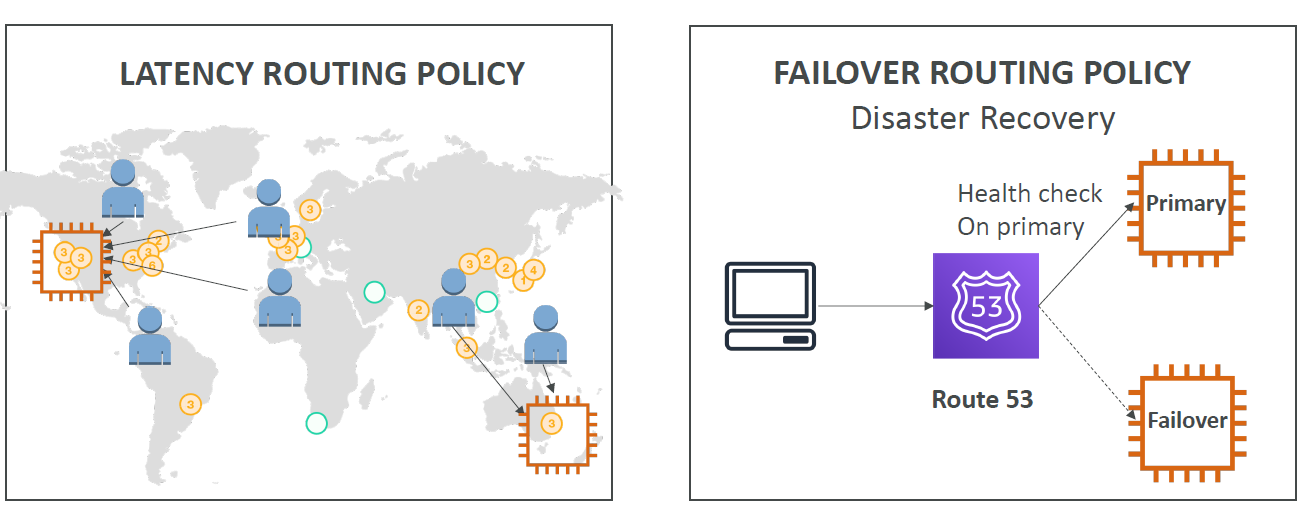 LATENCY ROUTING POLICY
3
2
3
3
3
3
3
6
3
3
3
3
2
3
2
4
1
2
3
3
3
FAILOVER ROUTING POLICY
Disaster Recovery
Health check
On primary
Primary
53
Route 53
Failover